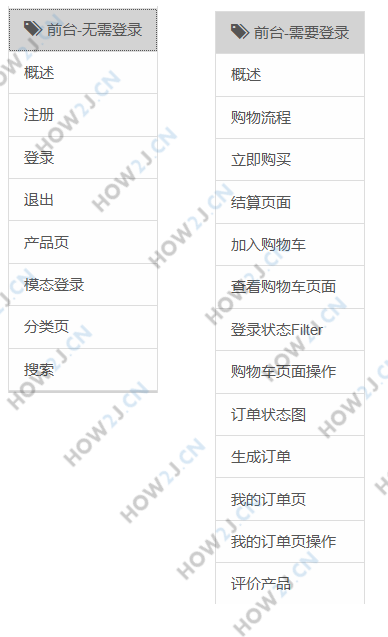 前台-无需登录
概述
注册
登录
退出
产品页
模态登录
分类页
搜索
前台-需要登录
概述
购物流程
立即购买
结算页面
加入购物车
查看购物车页面
登录状态Filter
购物车页面操作
订单状态图
生成订单
我的订单页
我的订单页操作
评价产品
HOW2J.CN